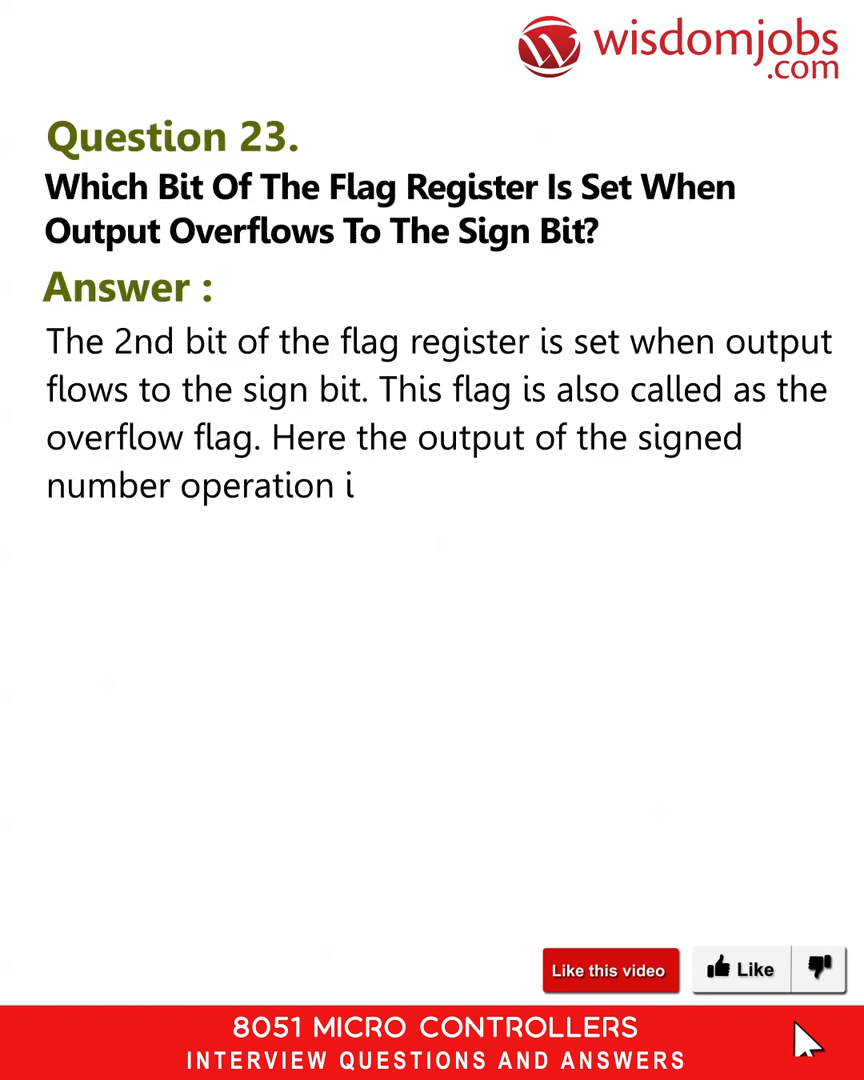 wisdomjobs
.com
Question 23.
Which Bit Of The Flag Register Is Set When
Output Overflows To The Sign Bit?
Answer :
The 2nd bit of the flag register is set when output
flows to the sign bit. This flag is also called as the
overflow flag. Here the output of the signed
number operation i
Like this video
Like
8051 MICRO CONTROLLERS
INTERVIEW QUESTIONS AND ANSWERS